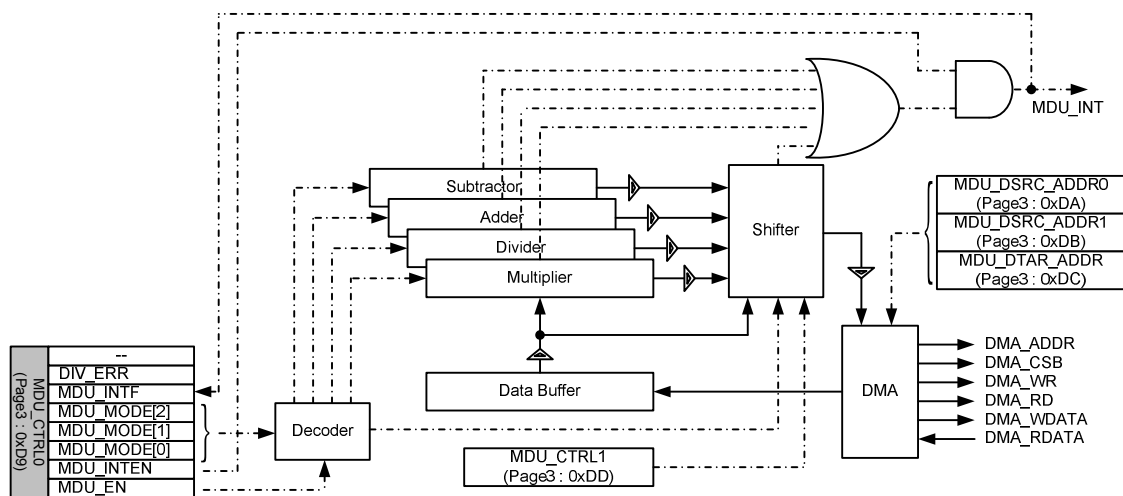 MDU_INT
Subtractor
Adder
Divider
Multiplier
Shifter
MDU_DSRC_ADDR0
(Page3 : 0xDA)
MDU_DSRC_ADDR1
(Page3 : 0xDB)
MDU_DTAR_ADDR
(Page3 : 0xDC)
MDU_CTRL0
(Page3 : 0xD9)
--
DIV_ERR
MDU_INTF
MDU_MODE[2]
MDU_MODE[1]
MDU_MODE[0]
MDU_INTEN
MDU_EN
Decoder
Data Buffer
DMA
DMA_ADDR
DMA_CSB
DMA_WR
DMA_RD
DMA_WDATA
DMA_RDATA
MDU_CTRL1
(Page3 : 0xDD)